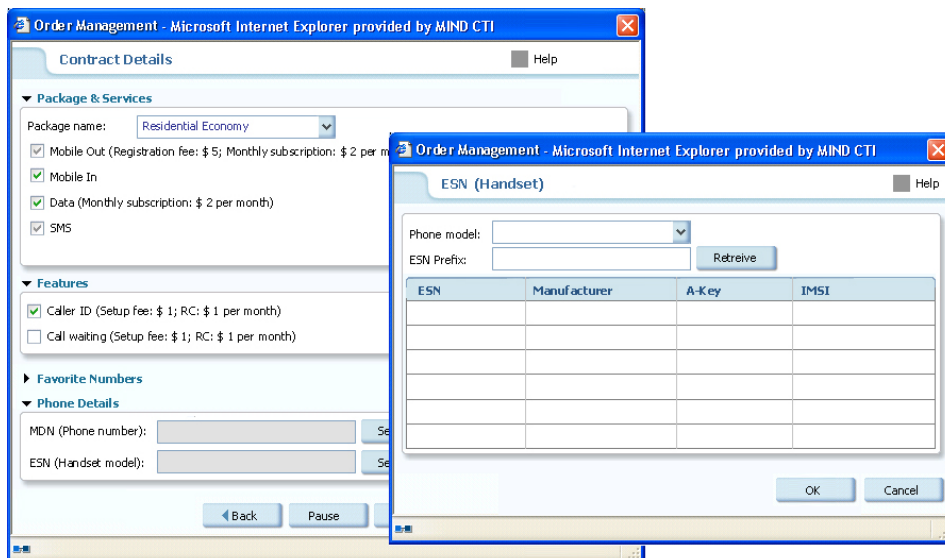 Order Management - Microsoft Internet Explorer provided by MIND CTI
Contract Details
Help
Package & Services
Package name: Residential Economy
Mobile Out (Registration fee: $ 5; Monthly subscription: $ 2 per m
Mobile In
Data (Monthly subscription: $ 2 per month)
SMS
Features
Caller ID (Setup fee: $ 1; RC: $ 1 per month)
Call waiting (Setup fee: $ 1; RC: $ 1 per month)
Favorite Numbers
Phone Details
MDN (Phone number): Se
ESN (Handset model): Se
Back Pause
Order Management - Microsoft Internet Explorer provided by MIND CTI
ESN (Handset)
Help
Phone model:
ESN Prefix: Retreive
ESN Manufacturer A-Key IMSI
OK Cancel